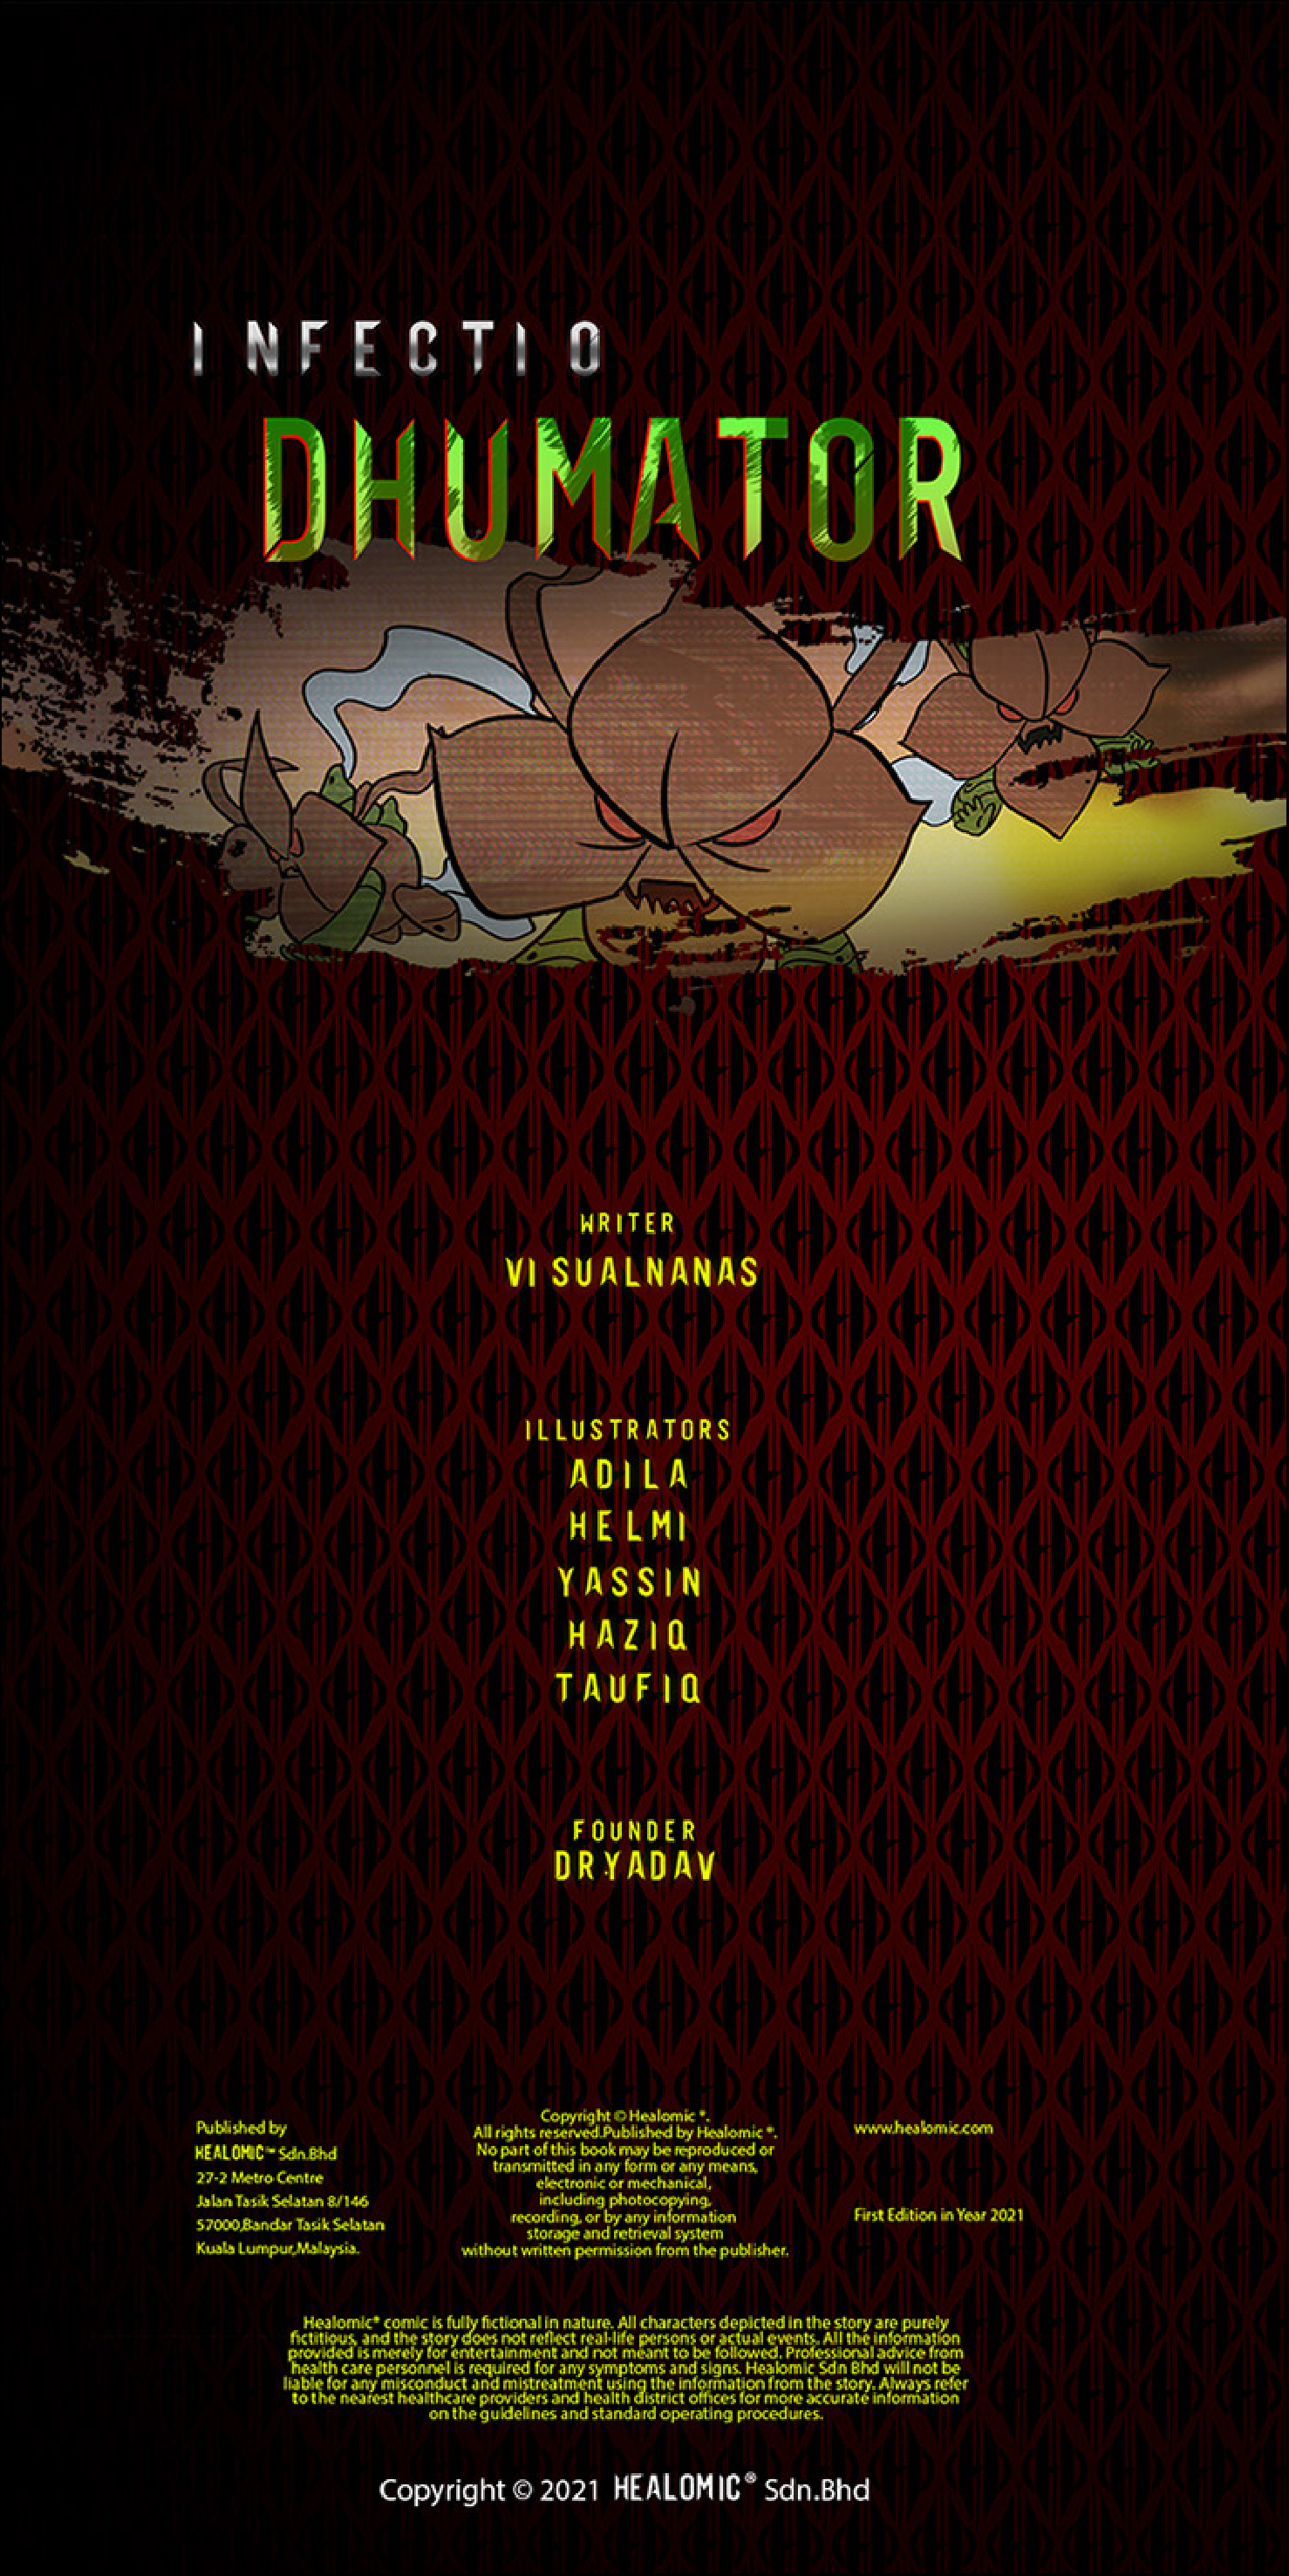 INFECTIO
DHUMATOR
WRITER
VISUALNANAS
ILLUSTRATORS
ADILA
HELMI
YASSIN
HAZIQ
TAUFIQ
FOUNDER
DR.YADAV
Published by
HEALOMIC™ Sdn.Bhd
27-2 Metro Centre
Jalan Tasik Selatan 8/146
57000,Bandar Tasik Selatan
Kuala Lumpur,Malaysia.
Copyright © Healomic ®.
All rights reserved.Published by Healomic ®.
No part of this book may be reproduced or
transmitted in any form or any means,
electronic or mechanical,
including photocopying,
recording, or by any information
storage and retrieval system
without written permission from the publisher.
www.healomic.com
First Edition in Year 2021
Healomic® comic is fully fictional in nature. All characters depicted in the story are purely
fictitious, and the story does not reflect real-life persons or actual events. All the information
provided is merely for entertainment and not meant to be followed. Professional advice from
health care personnel is required for any symptoms and signs. Healomic Sdn Bhd will not be
liable for any misconduct and mistreatment using the information from the story. Always refer
to the nearest healthcare providers and health district offices for more accurate information
on the guidelines and standard operating procedures.
Copyright © 2021 HEALOMIC® Sdn.Bhd